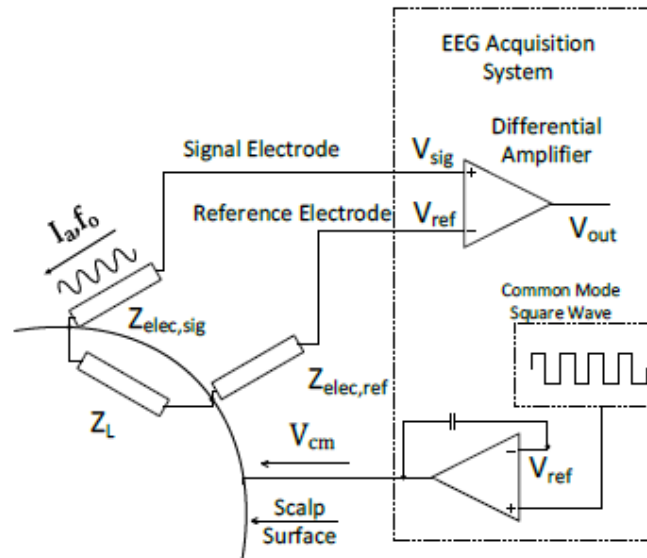 EEG Acquisition
System
Differential
Amplifier
Signal Electrode
V_sig
+
Reference Electrode
V_ref
-
V_out
I_a,f_o
Common Mode
Square Wave
Z_elec,sig
Z_elec,ref
Z_L
V_cm
-
V_ref
+
Scalp
Surface